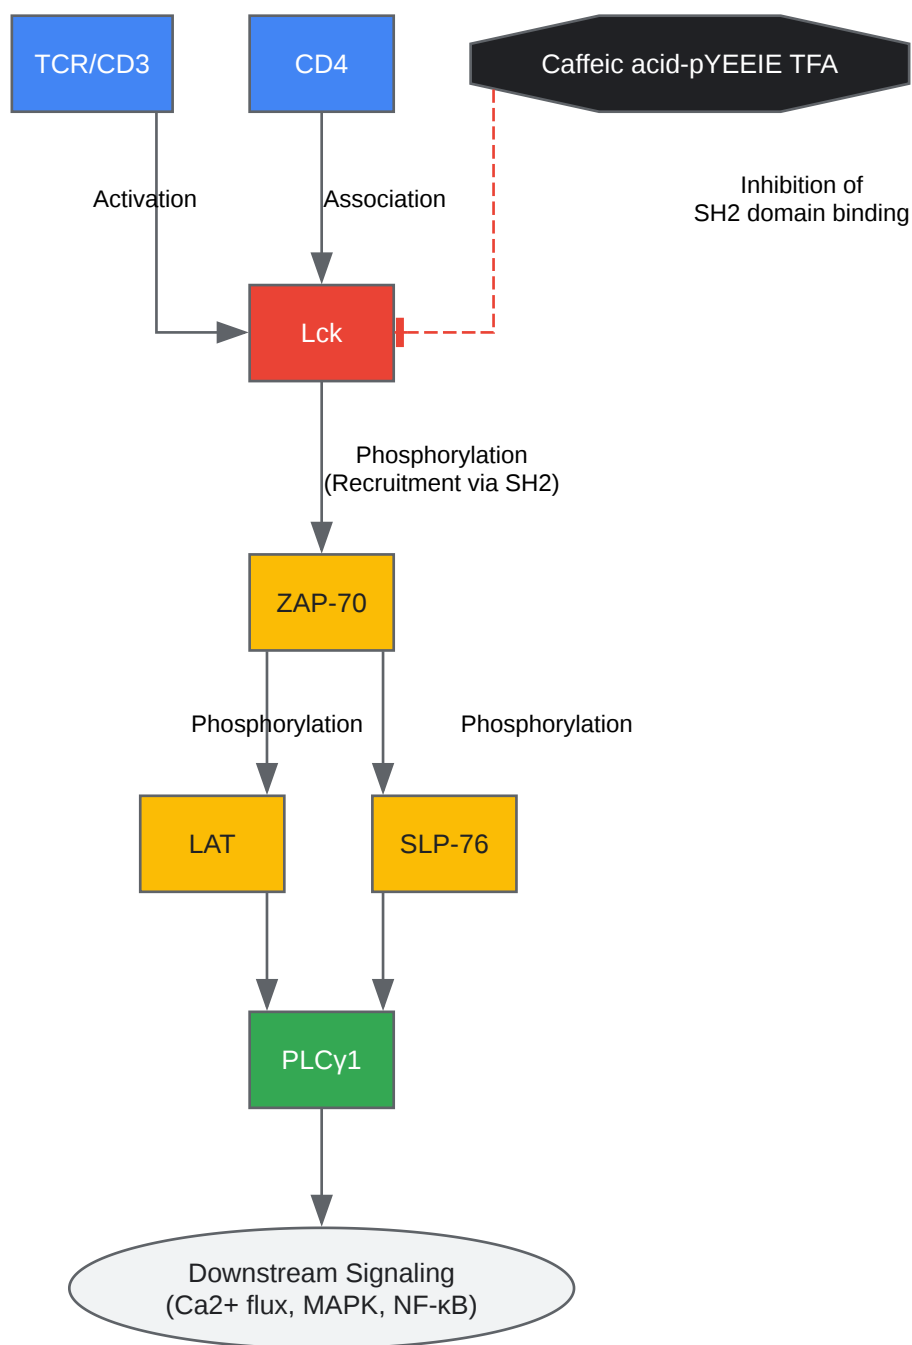 TCR/CD3
CD4
Caffeic acid-pYEEIE TFA
Activation
Association
Inhibition of
SH2 domain binding
Lck
Phosphorylation
(Recruitment via SH2)
ZAP-70
Phosphorylation
Phosphorylation
LAT
SLP-76
PLCγ1
Downstream Signaling
(Ca2+ flux, MAPK, NF-κB)